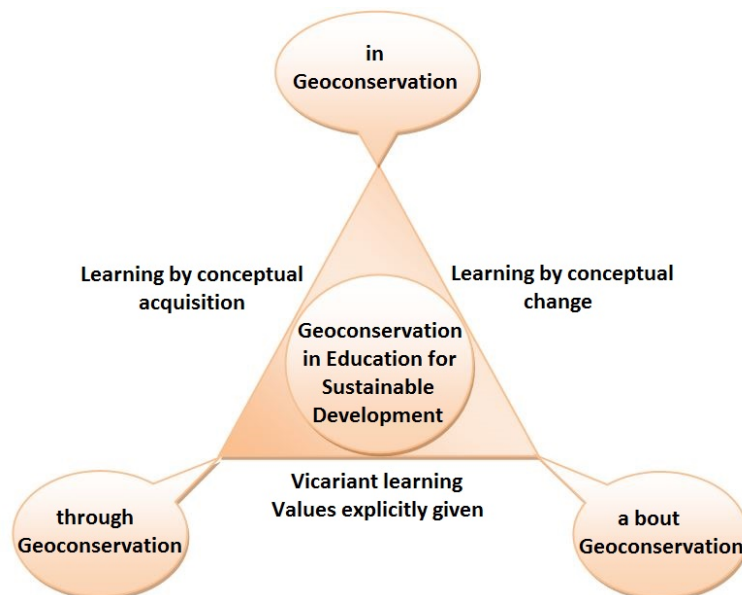 in
Geoconservation
Learning by conceptual
acquisition
Learning by conceptual
change
Geoconservation
in Education for
Sustainable
Development
Vicariant learning
Values explicitly given
through
Geoconservation
a bout
Geoconservation